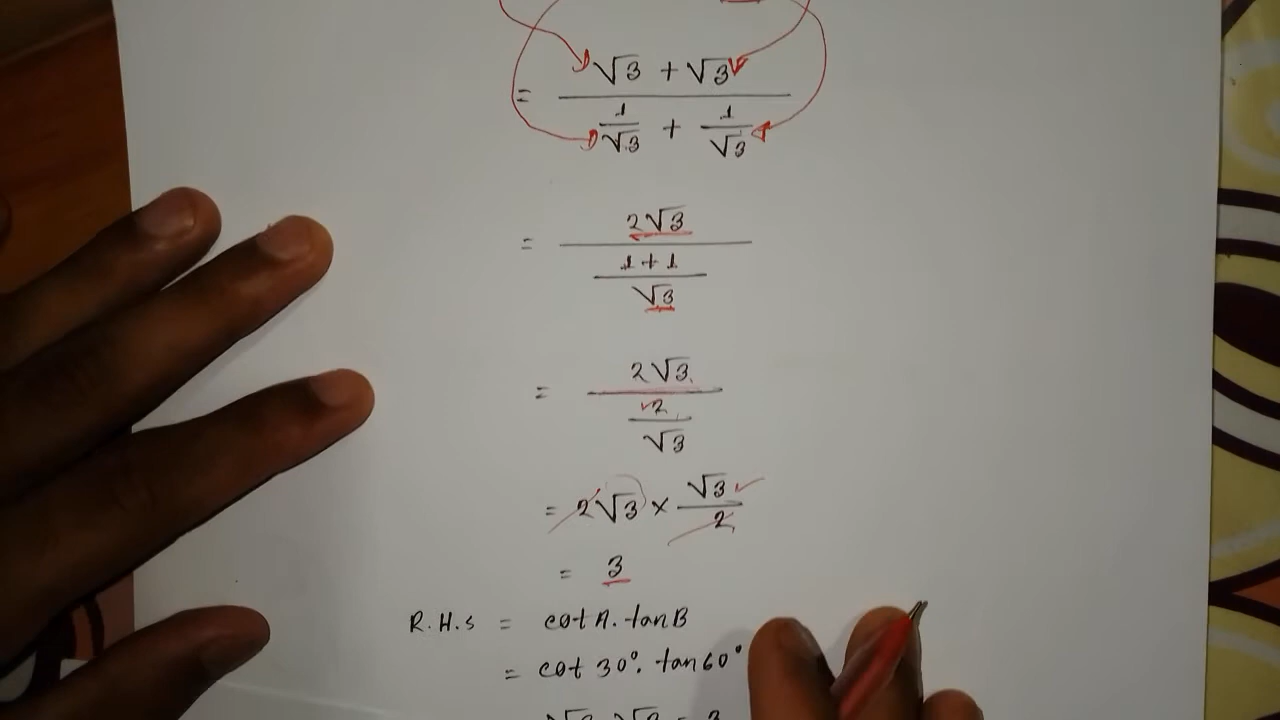 = (√3 + √3) / (1/√3 + 1/√3)
= 2√3 / ((1+1)/√3)
= 2√3 / (2/√3)
= 2√3 × √3/2
= 3
R.H.S = cot A. tan B
= cot 30°. tan 60°